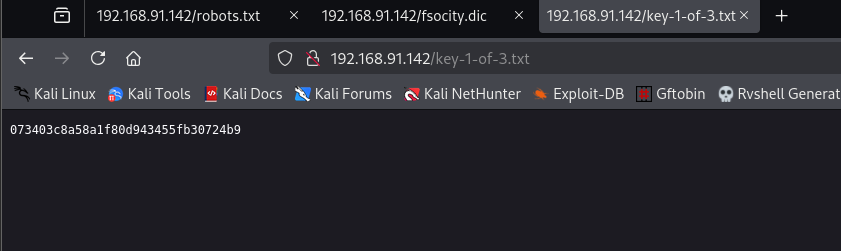 192.168.91.142/robots.txt 192.168.91.142/fsocity.dic 192.168.91.142/key-1-of-3.txt
192.168.91.142/key-1-of-3.txt
Kali Linux Kali Tools Kali Docs Kali Forums Kali NetHunter Exploit-DB Gftobin Rvshell Generat
073403c8a58a1f80d943455fb30724b9